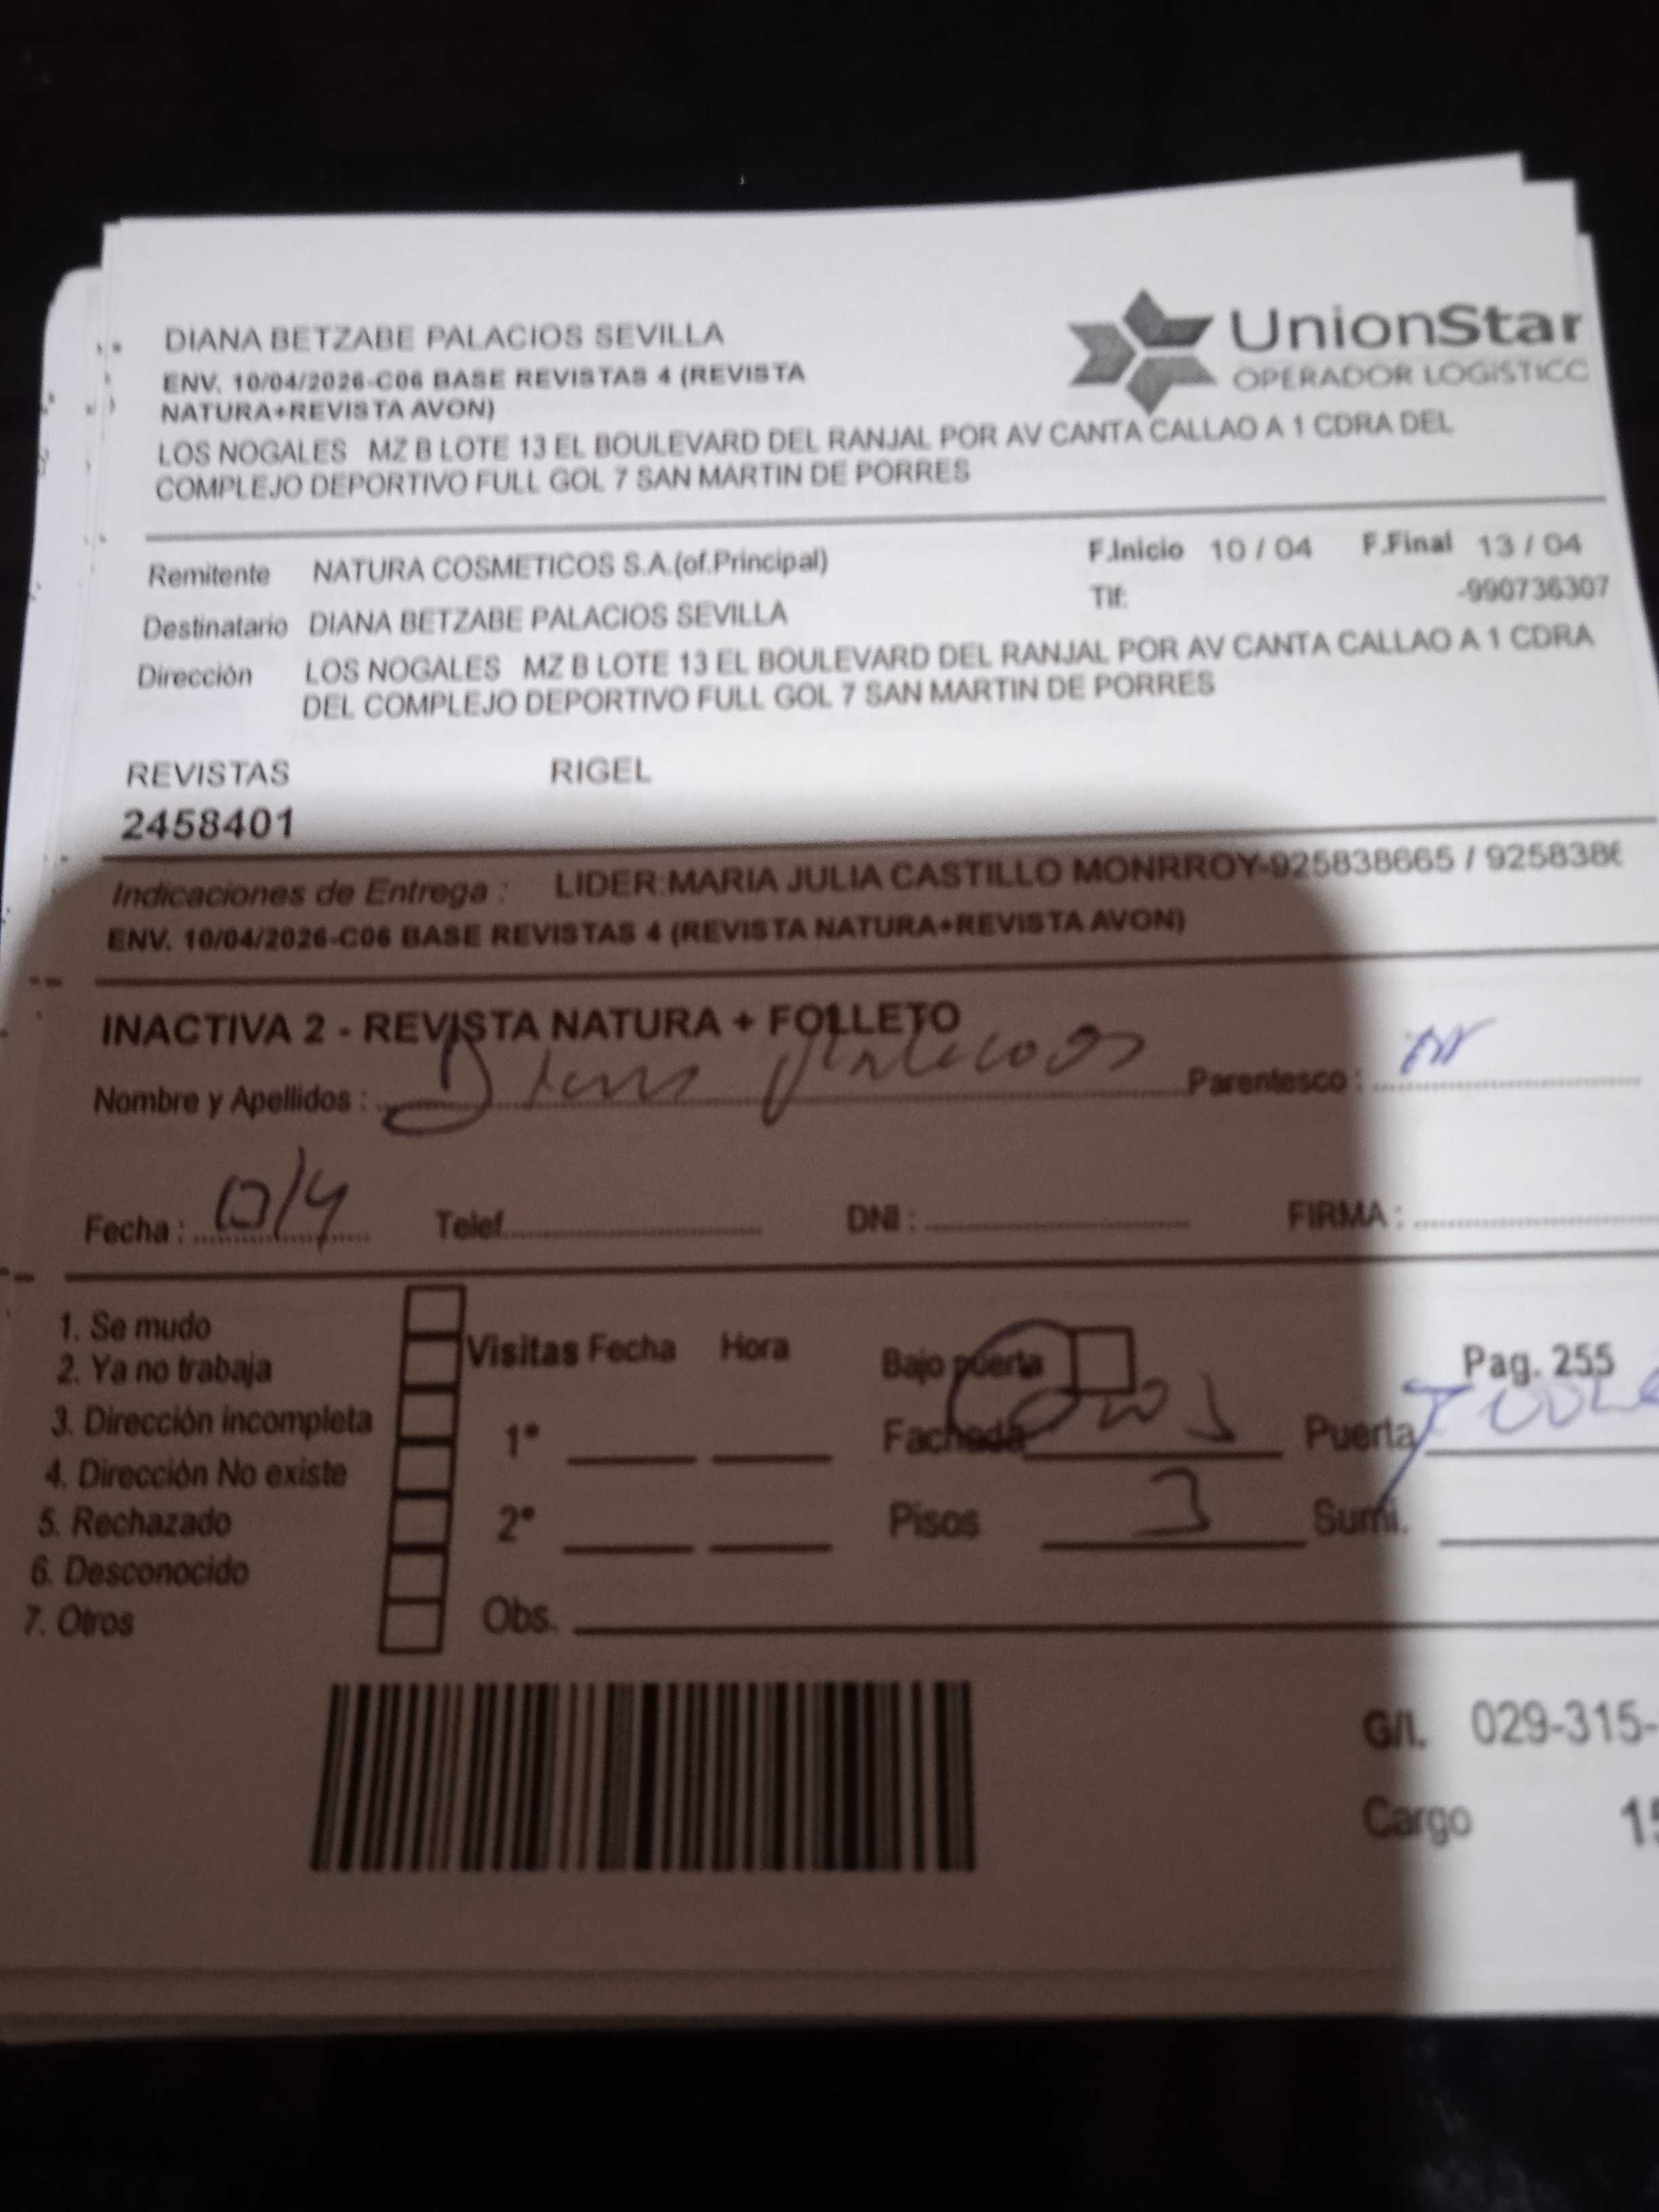 DIANA BETZABE PALACIOS SEVILLA
UnionStar
OPERADOR LOGÍSTICO
ENV. 10/04/2026-C06 BASE REVISTAS 4 (REVISTA
NATURA+REVISTA AVON)
LOS NOGALES MZ B LOTE 13 EL BOULEVARD DEL RANJAL POR AV CANTA CALLAO A 1 CDRA DEL
COMPLEJO DEPORTIVO FULL GOL 7 SAN MARTIN DE PORRES
Remitente NATURA COSMETICOS S.A.(of.Principal) F.Inicio 10 / 04 F.Final 13 / 04
Destinatario DIANA BETZABE PALACIOS SEVILLA Tlf: -990736307
Dirección LOS NOGALES MZ B LOTE 13 EL BOULEVARD DEL RANJAL POR AV CANTA CALLAO A 1 CDRA
DEL COMPLEJO DEPORTIVO FULL GOL 7 SAN MARTIN DE PORRES
REVISTAS RIGEL
2458401
Indicaciones de Entrega : LIDER:MARIA JULIA CASTILLO MONRROY-925838665 / 9258386
ENV. 10/04/2026-C06 BASE REVISTAS 4 (REVISTA NATURA+REVISTA AVON)
INACTIVA 2 - REVISTA NATURA + FOLLETO
Nombre y Apellidos : Diana Palacios Parentesco :
Fecha : Telef. DNI : FIRMA :
1. Se mudo
2. Ya no trabaja
3. Dirección incompleta
4. Dirección No existe
5. Rechazado
6. Desconocido
7. Otros
Visitas Fecha Hora
1°
2°
Obs.
Bajo puerta Pag. 255
Fachada Puerta
Pisos 3 Sumi.
G/I. 029-315-
Cargo 15